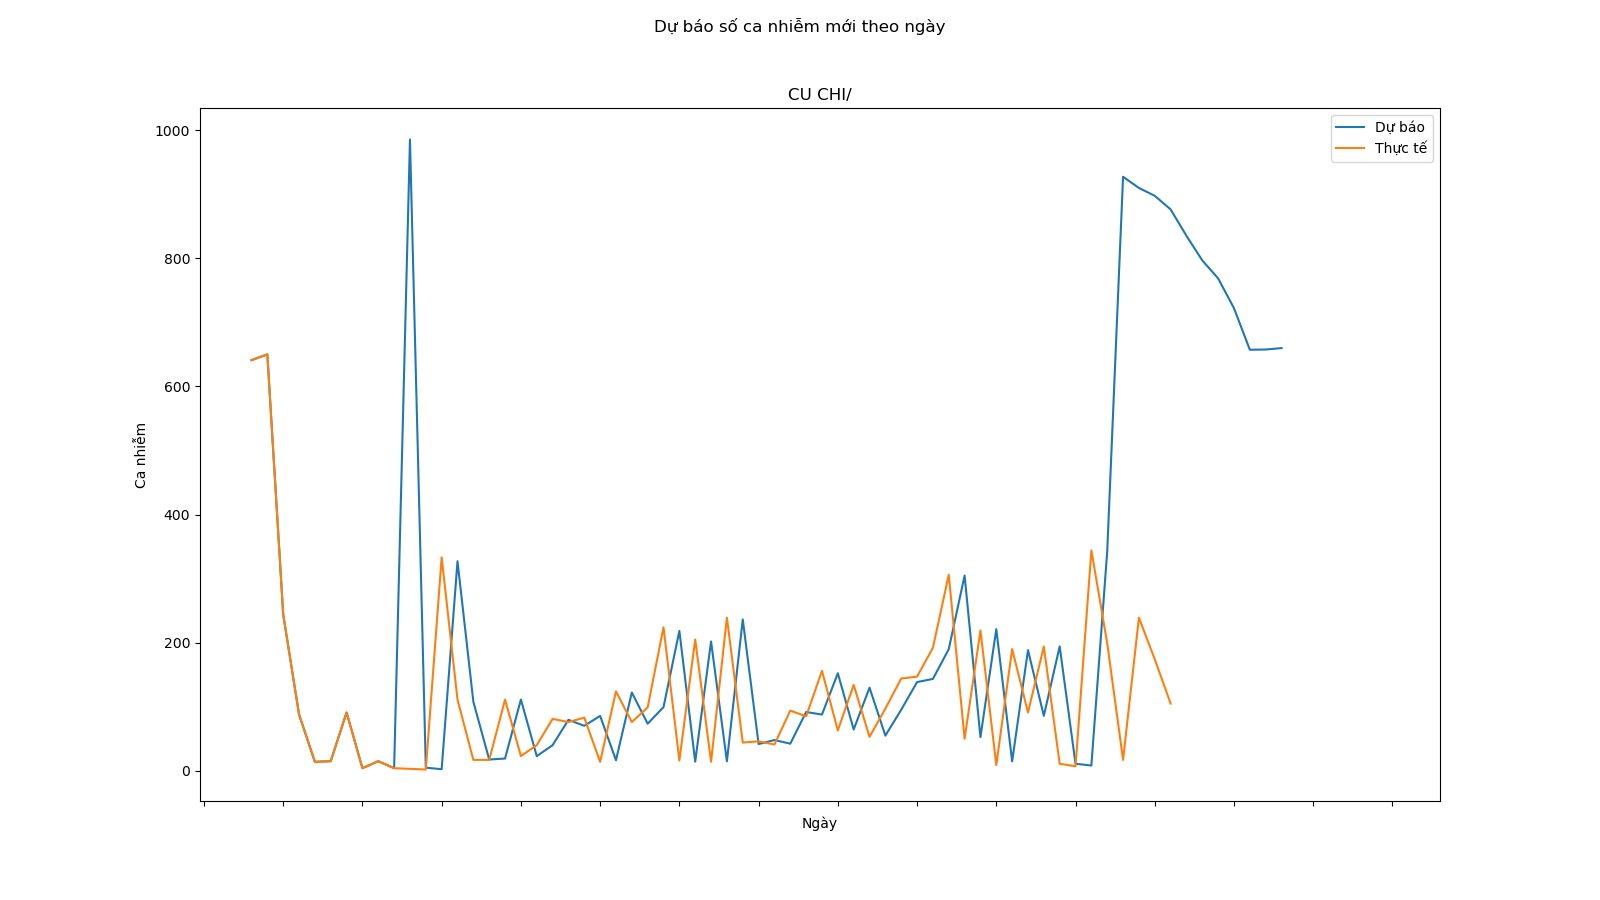 Dự báo số ca nhiễm mới theo ngày
CU CHI/
Dự báo
Thực tế
1000
800
600
400
200
0
Ca nhiễm
Ngày